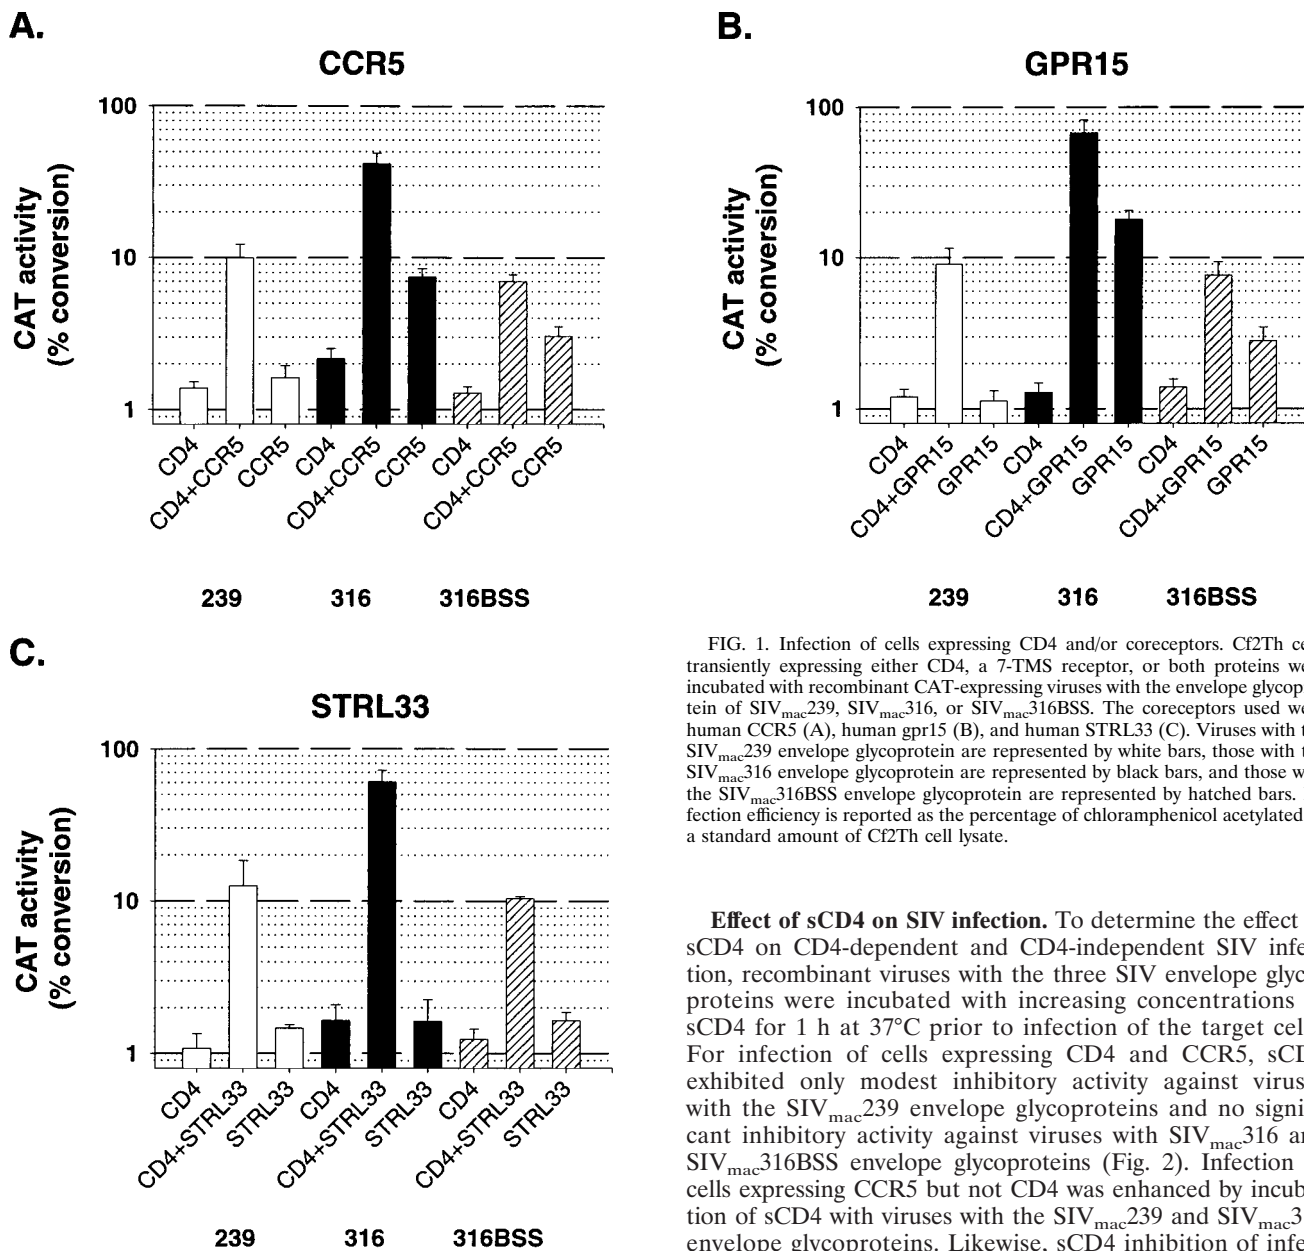 A.
CCR5
100
10
1
CAT activity
(% conversion)
CD4
CD4+CCR5
CCR5
CD4
CD4+CCR5
CCR5
CD4
CD4+CCR5
CCR5
239 316 316BSS
B.
GPR15
100
10
1
CAT activity
(% conversion)
CD4
CD4+GPR15
GPR15
CD4
CD4+GPR15
GPR15
CD4
CD4+GPR15
GPR15
239 316 316BSS
C.
STRL33
100
10
1
CAT activity
(% conversion)
CD4
CD4+STRL33
STRL33
CD4
CD4+STRL33
STRL33
CD4
CD4+STRL33
STRL33
239 316 316BSS
FIG. 1. Infection of cells expressing CD4 and/or coreceptors. Cf2Th ce
transiently expressing either CD4, a 7-TMS receptor, or both proteins we
incubated with recombinant CAT-expressing viruses with the envelope glycop
tein of SIVmac239, SIVmac316, or SIVmac316BSS. The coreceptors used we
human CCR5 (A), human gpr15 (B), and human STRL33 (C). Viruses with t
SIVmac239 envelope glycoprotein are represented by white bars, those with t
SIVmac316 envelope glycoprotein are represented by black bars, and those w
the SIVmac316BSS envelope glycoprotein are represented by hatched bars.
fection efficiency is reported as the percentage of chloramphenicol acetylated
a standard amount of Cf2Th cell lysate.
Effect of sCD4 on SIV infection. To determine the effect
sCD4 on CD4-dependent and CD4-independent SIV infe
tion, recombinant viruses with the three SIV envelope glyc
proteins were incubated with increasing concentrations
sCD4 for 1 h at 37°C prior to infection of the target cel
For infection of cells expressing CD4 and CCR5, sCD
exhibited only modest inhibitory activity against virus
with the SIVmac239 envelope glycoproteins and no signi
cant inhibitory activity against viruses with SIVmac316 an
SIVmac316BSS envelope glycoproteins (Fig. 2). Infection
cells expressing CCR5 but not CD4 was enhanced by incub
tion of sCD4 with viruses with the SIVmac239 and SIVmac3
envelope glycoproteins. Likewise, sCD4 inhibition of infe